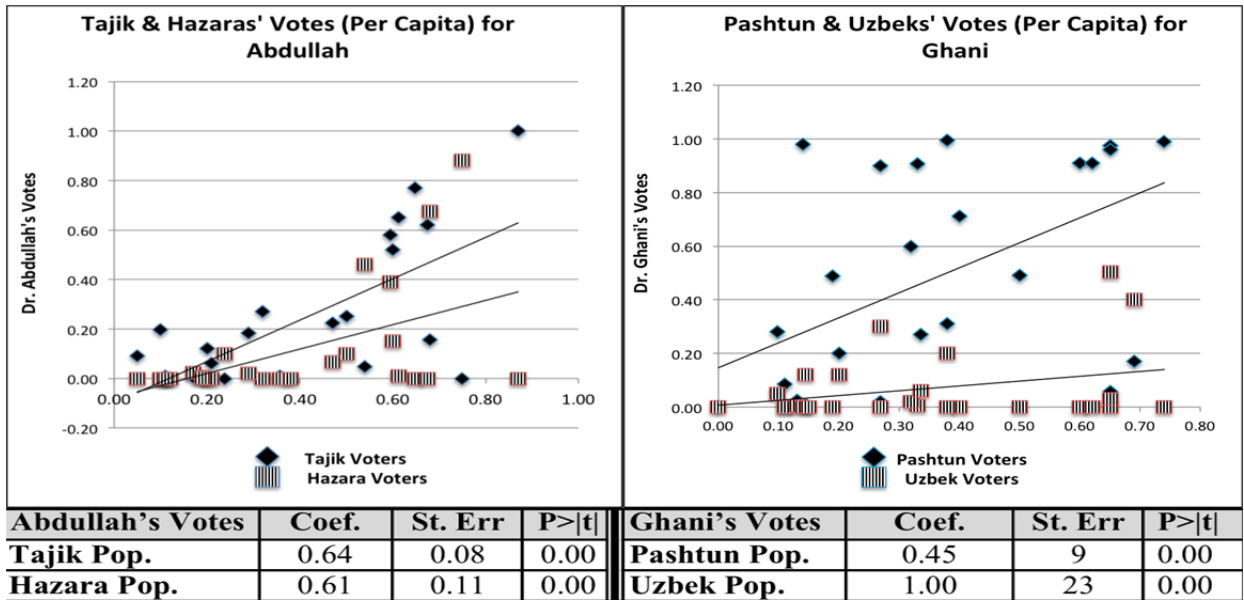 Tajik & Hazaras' Votes (Per Capita) for
Abdullah
Dr. Abdullah's Votes
1.20
1.00
0.80
0.60
0.40
0.20
0.00
-0.20
0.00 0.20 0.40 0.60 0.80 1.00
Tajik Voters
Hazara Voters
Pashtun & Uzbeks' Votes (Per Capita) for
Ghani
Dr. Ghani's Votes
1.20
1.00
0.80
0.60
0.40
0.20
0.00
0.00 0.10 0.20 0.30 0.40 0.50 0.60 0.70 0.80
Pashtun Voters
Uzbek Voters
Abdullah's Votes Coef. St. Err P>|t|
Tajik Pop. 0.64 0.08 0.00
Hazara Pop. 0.61 0.11 0.00
Ghani's Votes Coef. St. Err P>|t|
Pashtun Pop. 0.45 9 0.00
Uzbek Pop. 1.00 23 0.00